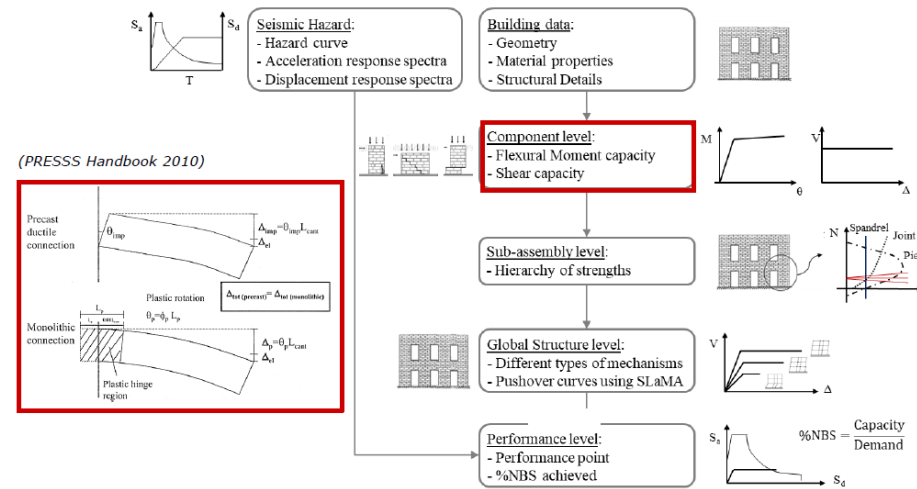 Seismic Hazard:
- Hazard curve
- Acceleration response spectra
- Displacement response spectra
Sa
Sd
T
Building data:
- Geometry
- Material properties
- Structural Details
Component level:
- Flexural Moment capacity
- Shear capacity
M
θ
V
Δ
(PRESSS Handbook 2010)
Precast
ductile
connection
θimp
Δimp=θimpLcant
Δel
Δtot (precast)= Δtot (monolithic)
Monolithic
connection
Lp
Plastic rotation
θp=ϕp Lp
Δp=θpLcant
Δel
Plastic hinge
region
Sub-assembly level:
- Hierarchy of strengths
N
Spandrel
Joint
Global Structure level:
- Different types of mechanisms
- Pushover curves using SLaMA
V
Δ
Performance level:
- Performance point
- %NBS achieved
Sa
Sd
%NBS = Capacity
Demand